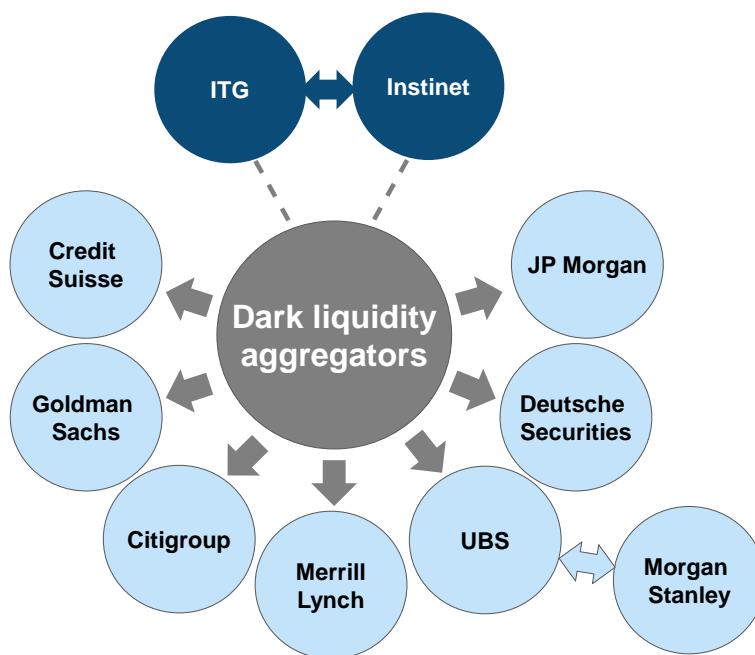 ITG
Instinet
Credit
Suisse
JP Morgan
Dark liquidity
aggregators
Goldman
Sachs
Deutsche
Securities
Citigroup
UBS
Merrill
Lynch
Morgan
Stanley